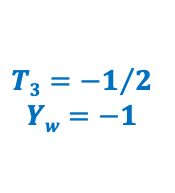 T₃ = −1/2
Y_w = −1